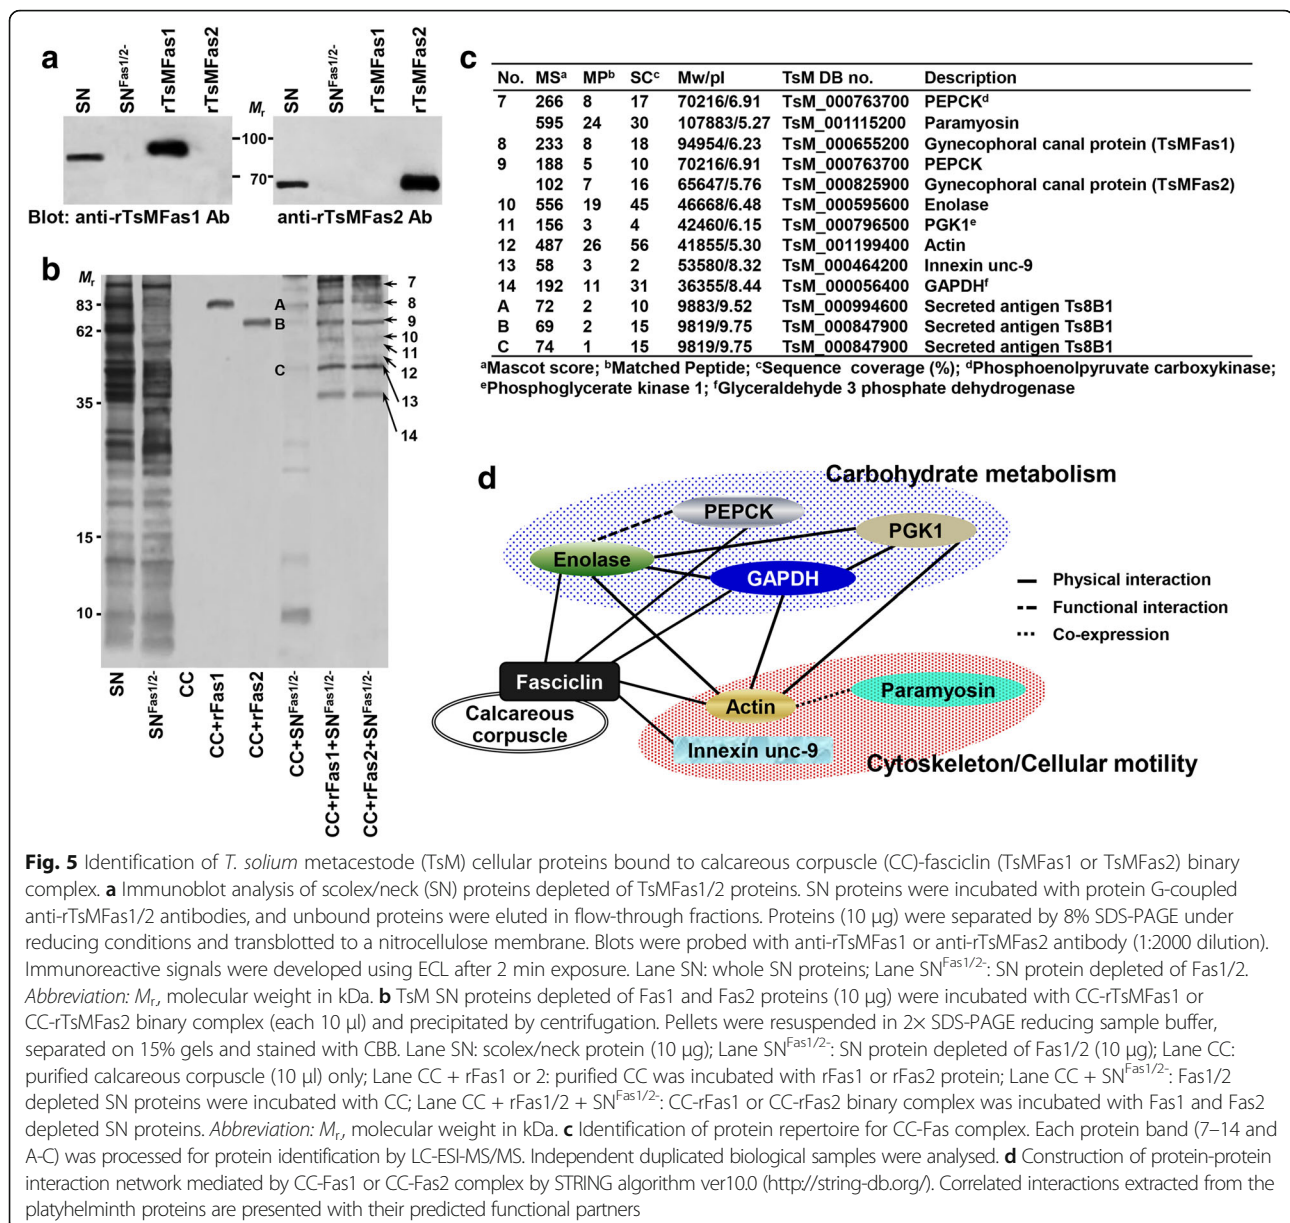 a
SN
SN^Fas1/2-
rTsMFas1
rTsMFas2
SN
SN^Fas1/2-
rTsMFas1
rTsMFas2
Mr
100
70
Blot: anti-rTsMFas1 Ab
anti-rTsMFas2 Ab
b
Mr
83
62
35
15
10
A
B
C
7
8
9
10
11
12
13
14
SN
SN^Fas1/2-
CC
CC+rFas1
CC+rFas2
CC+SN^Fas1/2-
CC+rFas1+SN^Fas1/2-
CC+rFas2+SN^Fas1/2-
c
No. MS^a MP^b SC^c Mw/pI TsM DB no. Description
7 266 8 17 70216/6.91 TsM_000763700 PEPCK^d
595 24 30 107883/5.27 TsM_001115200 Paramyosin
8 233 8 18 94954/6.23 TsM_000655200 Gynecophoral canal protein (TsMFas1)
9 188 5 10 70216/6.91 TsM_000763700 PEPCK
102 7 16 65647/5.76 TsM_000825900 Gynecophoral canal protein (TsMFas2)
10 556 19 45 46668/6.48 TsM_000595600 Enolase
11 156 3 4 42460/6.15 TsM_000796500 PGK1^e
12 487 26 56 41855/5.30 TsM_001199400 Actin
13 58 3 2 53580/8.32 TsM_000464200 Innexin unc-9
14 192 11 31 36355/8.44 TsM_000056400 GAPDH^f
A 72 2 10 9883/9.52 TsM_000994600 Secreted antigen Ts8B1
B 69 2 15 9819/9.75 TsM_000847900 Secreted antigen Ts8B1
C 74 1 15 9819/9.75 TsM_000847900 Secreted antigen Ts8B1
^aMascot score; ^bMatched Peptide; ^cSequence coverage (%); ^dPhosphoenolpyruvate carboxykinase;
^ePhosphoglycerate kinase 1; ^fGlyceraldehyde 3 phosphate dehydrogenase
d
Carbohydrate metabolism
PEPCK
PGK1
Enolase
GAPDH
Physical interaction
Functional interaction
Co-expression
Fasciclin
Calcareous
corpuscle
Actin
Paramyosin
Innexin unc-9
Cytoskeleton/Cellular motility
Fig. 5 Identification of T. solium metacestode (TsM) cellular proteins bound to calcareous corpuscle (CC)-fasciclin (TsMFas1 or TsMFas2) binary
complex. a Immunoblot analysis of scolex/neck (SN) proteins depleted of TsMFas1/2 proteins. SN proteins were incubated with protein G-coupled
anti-rTsMFas1/2 antibodies, and unbound proteins were eluted in flow-through fractions. Proteins (10 μg) were separated by 8% SDS-PAGE under
reducing conditions and transblotted to a nitrocellulose membrane. Blots were probed with anti-rTsMFas1 or anti-rTsMFas2 antibody (1:2000 dilution).
Immunoreactive signals were developed using ECL after 2 min exposure. Lane SN: whole SN proteins; Lane SN^Fas1/2-: SN protein depleted of Fas1/2.
Abbreviation: Mr, molecular weight in kDa. b TsM SN proteins depleted of Fas1 and Fas2 proteins (10 μg) were incubated with CC-rTsMFas1 or
CC-rTsMFas2 binary complex (each 10 μl) and precipitated by centrifugation. Pellets were resuspended in 2× SDS-PAGE reducing sample buffer,
separated on 15% gels and stained with CBB. Lane SN: scolex/neck protein (10 μg); Lane SN^Fas1/2-: SN protein depleted of Fas1/2 (10 μg); Lane CC:
purified calcareous corpuscle (10 μl) only; Lane CC + rFas1 or 2: purified CC was incubated with rFas1 or rFas2 protein; Lane CC + SN^Fas1/2-: Fas1/2
depleted SN proteins were incubated with CC; Lane CC + rFas1/2 + SN^Fas1/2-: CC-rFas1 or CC-rFas2 binary complex was incubated with Fas1 and Fas2
depleted SN proteins. Abbreviation: Mr, molecular weight in kDa. c Identification of protein repertoire for CC-Fas complex. Each protein band (7–14 and
A-C) was processed for protein identification by LC-ESI-MS/MS. Independent duplicated biological samples were analysed. d Construction of protein-protein
interaction network mediated by CC-Fas1 or CC-Fas2 complex by STRING algorithm ver10.0 (http://string-db.org/). Correlated interactions extracted from the
playhelminth proteins are presented with their predicted functional partners